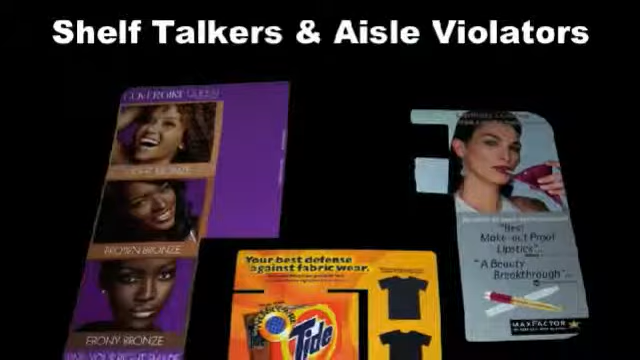 Shelf Talkers & Aisle Violators
COVERGIRL QUEEN
BROWN BRONZE
EBONY BRONZE
Your best defense
against fabric wear.
Tide
"Best
Make-out Proof
Lipstick"...
"A Beauty
Breakthrough"...
MAXFACTOR